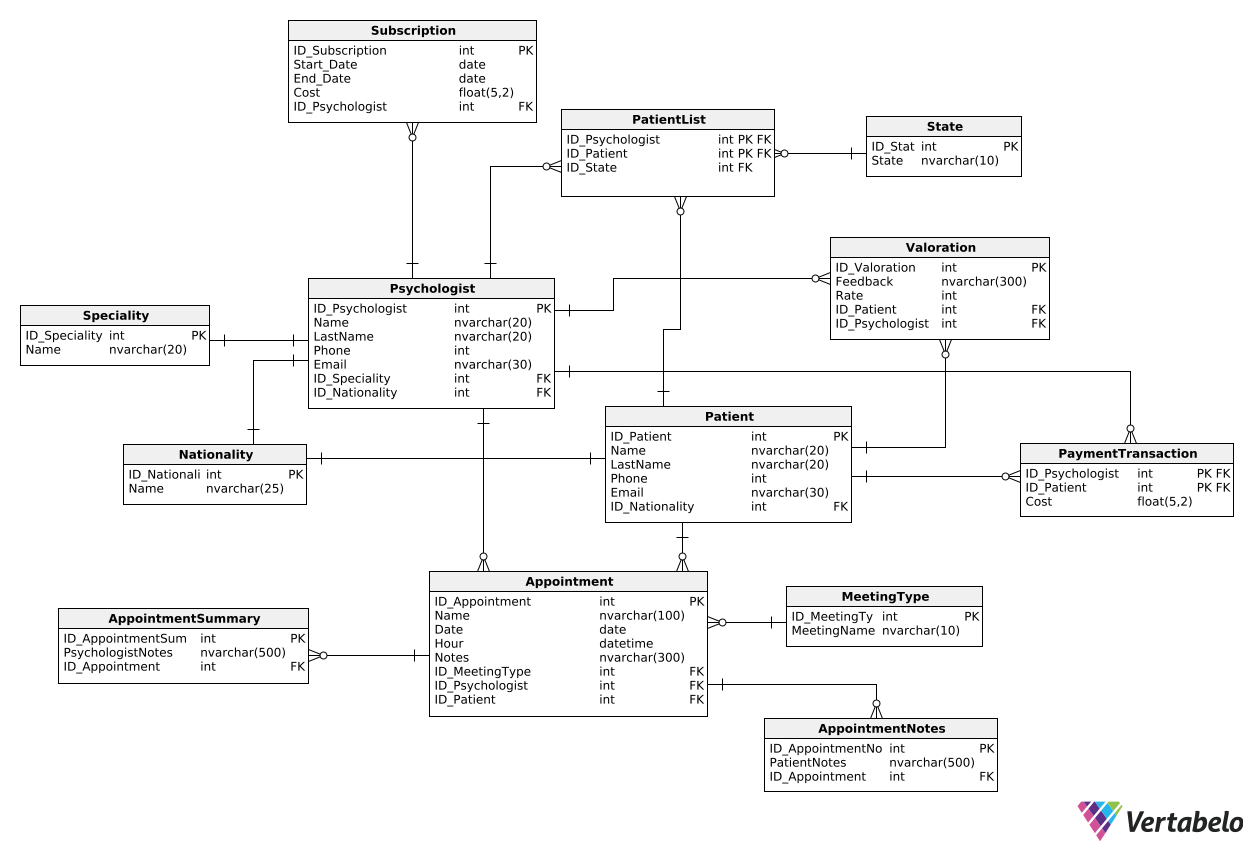 Subscription
ID_Subscription int PK
Start_Date date
End_Date date
Cost float(5,2)
ID_Psychologist int FK
PatientList
ID_Psychologist int PK FK
ID_Patient int PK FK
ID_State int FK
State
ID_Stat int PK
State nvarchar(10)
Valoration
ID_Valoration int PK
Feedback nvarchar(300)
Rate int
ID_Patient int FK
ID_Psychologist int FK
Psychologist
ID_Psychologist int PK
Name nvarchar(20)
LastName nvarchar(20)
Phone int
Email nvarchar(30)
ID_Speciality int FK
ID_Nationality int FK
Speciality
ID_Speciality int PK
Name nvarchar(20)
Nationality
ID_Nationali int PK
Name nvarchar(25)
Patient
ID_Patient int PK
Name nvarchar(20)
LastName nvarchar(20)
Phone int
Email nvarchar(30)
ID_Nationality int FK
PaymentTransaction
ID_Psychologist int PK FK
ID_Patient int PK FK
Cost float(5,2)
Appointment
ID_Appointment int PK
Name nvarchar(100)
Date date
Hour datetime
Notes nvarchar(300)
ID_MeetingType int FK
ID_Psychologist int FK
ID_Patient int FK
MeetingType
ID_MeetingTy int PK
MeetingName nvarchar(10)
AppointmentSummary
ID_AppointmentSum int PK
PsychologistNotes nvarchar(500)
ID_Appointment int FK
AppointmentNotes
ID_AppointmentNo int PK
PatientNotes nvarchar(500)
ID_Appointment int FK
Vertabelo